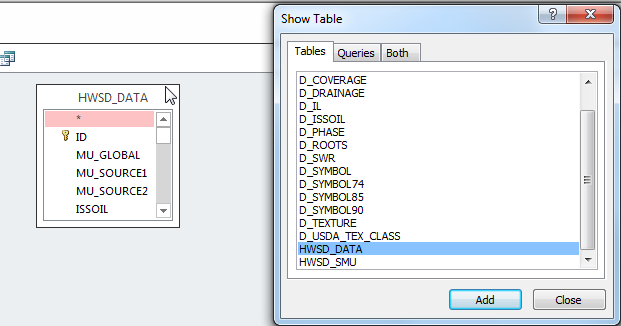 Show Table
Tables
Queries
Both
HWSD_DATA
*
ID
MU_GLOBAL
MU_SOURCE1
MU_SOURCE2
ISSOIL
D_COVERAGE
D_DRAINAGE
D_IL
D_ISSOIL
D_PHASE
D_ROOTS
D_SWR
D_SYMBOL
D_SYMBOL74
D_SYMBOL85
D_SYMBOL90
D_TEXTURE
D_USDA_TEX_CLASS
HWSD_DATA
HWSD_SMU
Add
Close